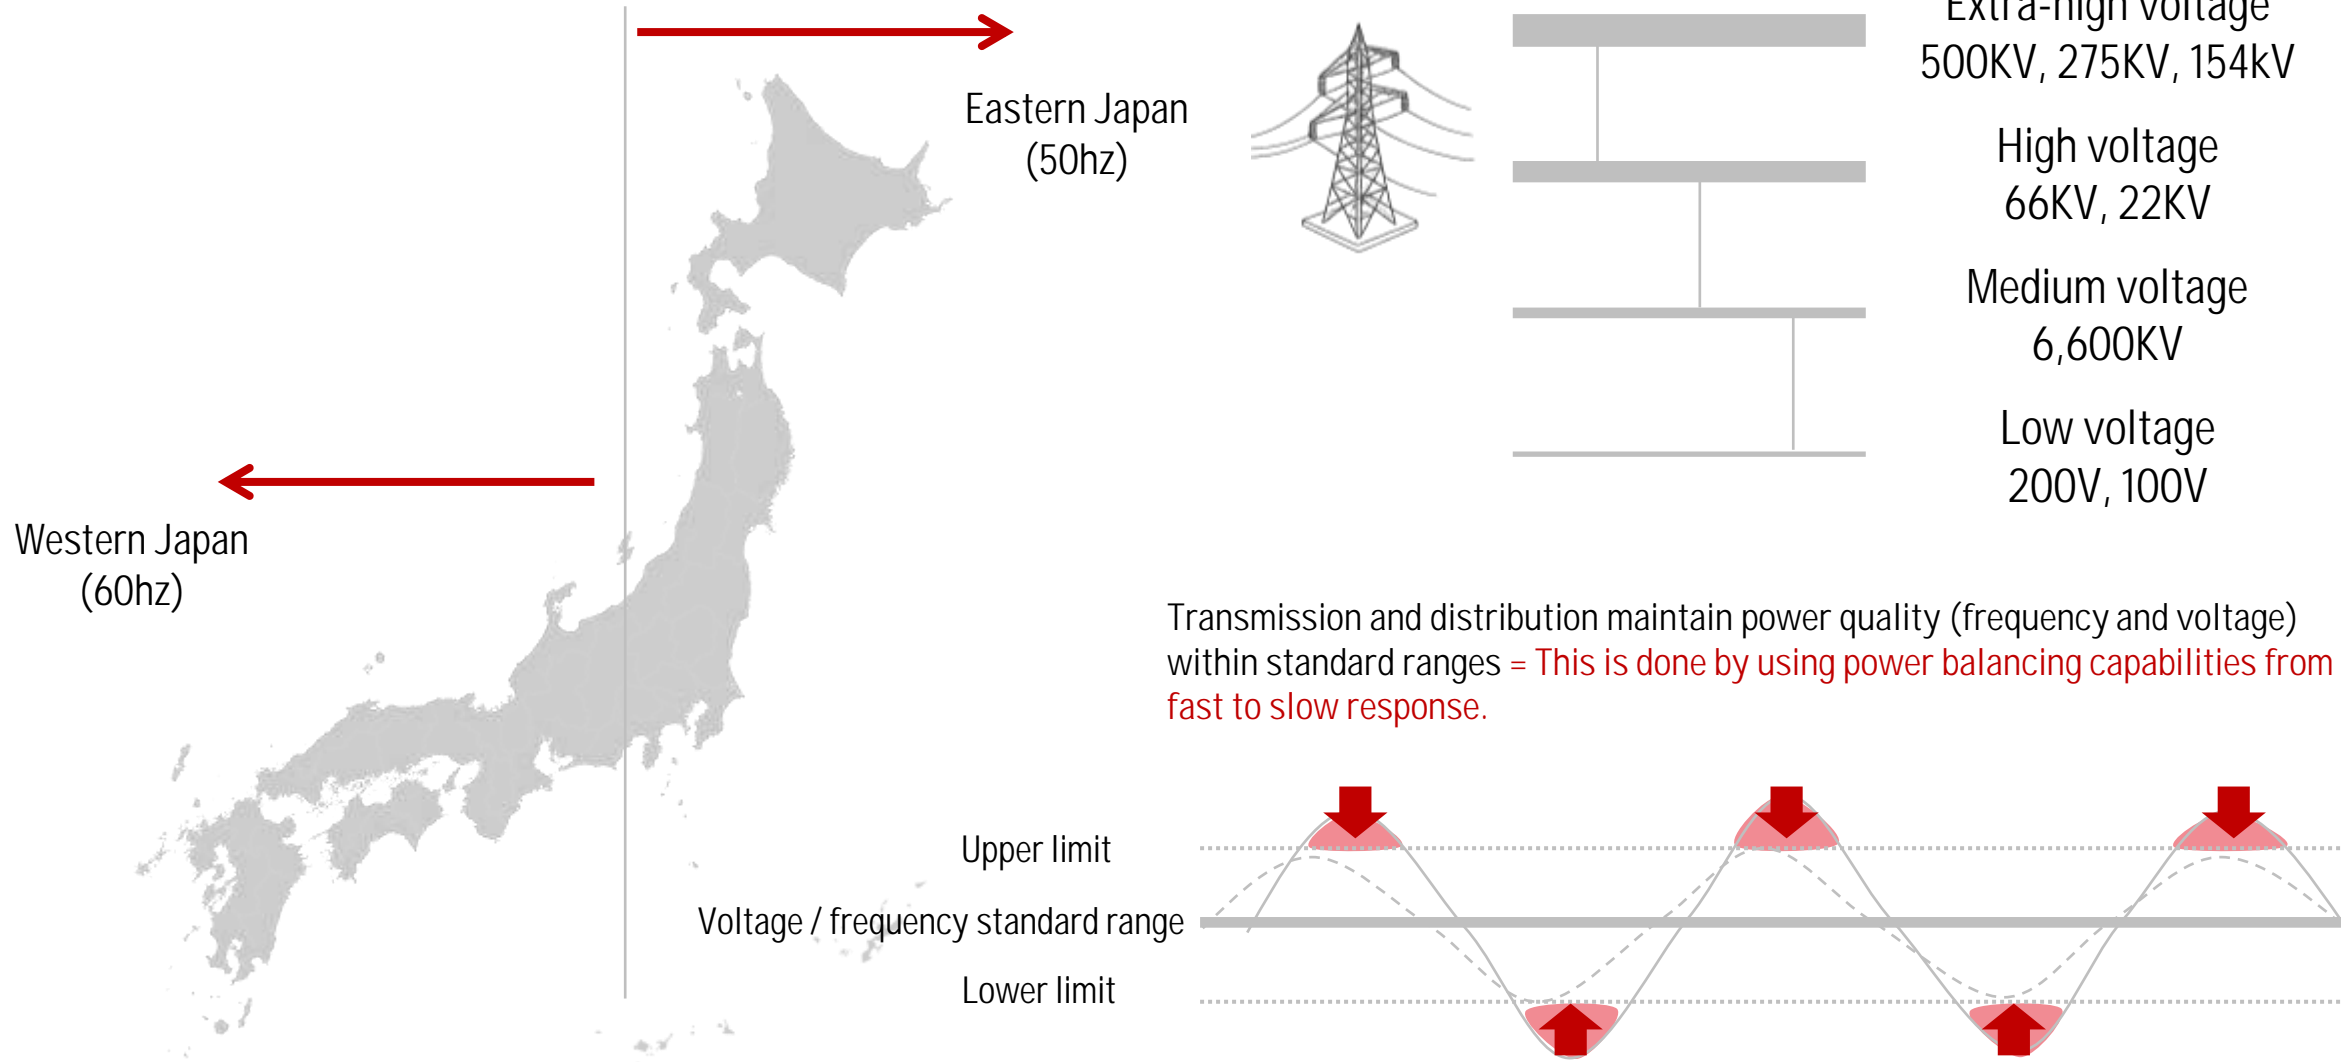 Extra-high voltage
500KV, 275KV, 154kV
Eastern Japan
(50hz)
High voltage
66KV, 22KV
Medium voltage
6,600KV
Low voltage
200V, 100V
Western Japan
(60hz)
Transmission and distribution maintain power quality (frequency and voltage)
within standard ranges = This is done by using power balancing capabilities from
fast to slow response.
Upper limit
Voltage / frequency standard range
Lower limit